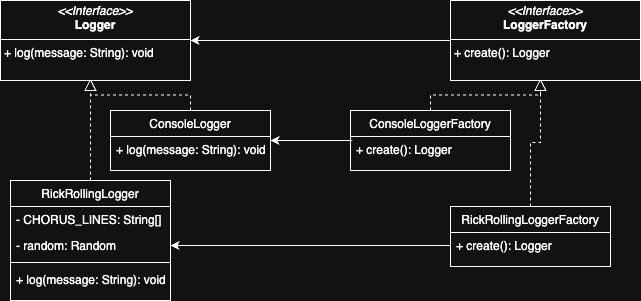 <<Interface>>
Logger
+ log(message: String): void
<<Interface>>
LoggerFactory
+ create(): Logger
ConsoleLogger
+ log(message: String): void
ConsoleLoggerFactory
+ create(): Logger
RickRollingLogger
- CHORUS_LINES: String[]
- random: Random
+ log(message: String): void
RickRollingLoggerFactory
+ create(): Logger